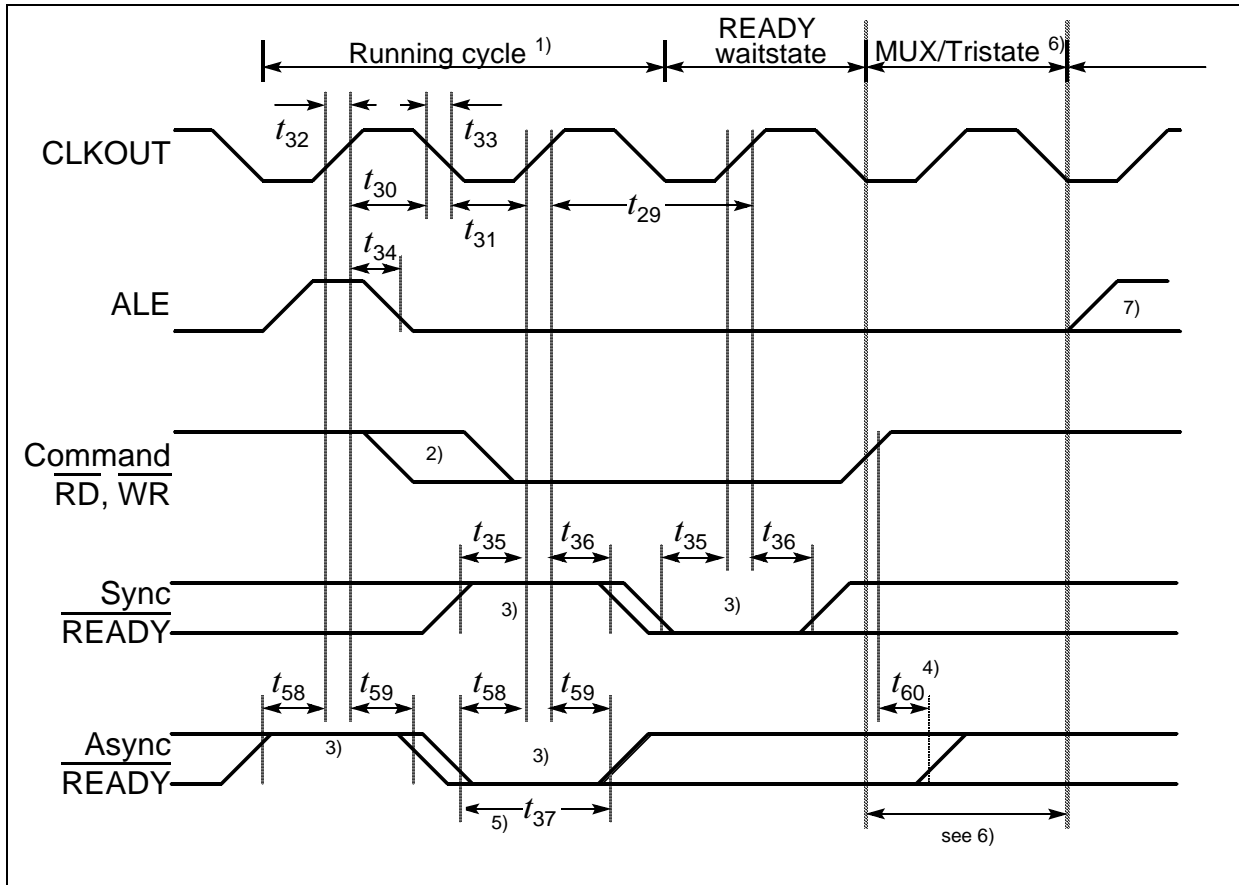 READY
Running cycle 1) waitstate MUX/Tristate 6)
t32 t33
CLKOUT
t30
t31 t29
t34
ALE
7)
Command 2)
RD, WR
t35 t36 t35 t36
Sync 3) 3)
READY
t58 t59 t58 t59 t60 4)
Async 3) 3)
READY
5) t37
see 6)